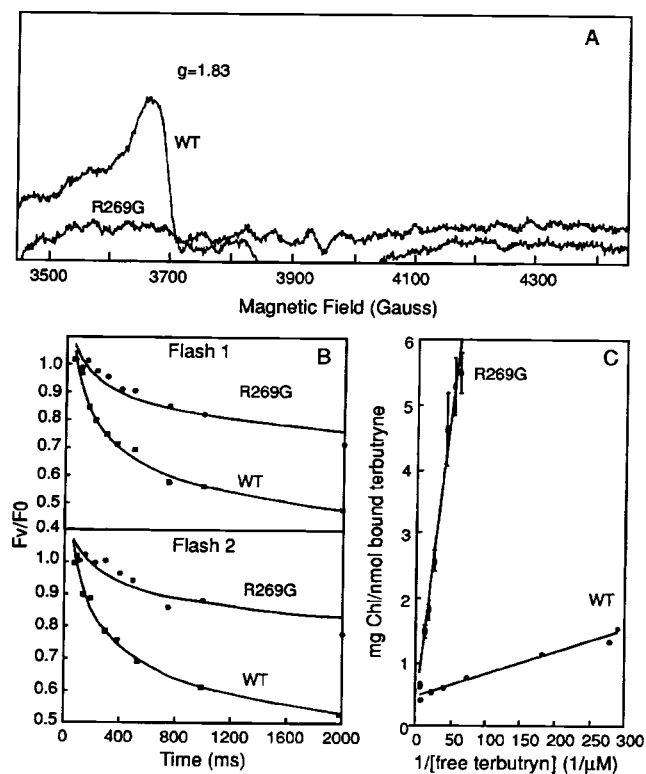 A
g=1.83
WT
R269G
3500 3700 3900 4100 4300
Magnetic Field (Gauss)
Flash 1 B
R269G
WT
1.0
0.9
0.8
0.7
0.6
0.5
0.4
Fv/F0
Flash 2
R269G
WT
1.0
0.9
0.8
0.7
0.6
0.5
0 400 800 1200 1600 2000
Time (ms)
C
R269G
WT
6
5
4
2
1
0
mg Chl/nmol bound terbutryne
0 50 100 150 200 250 300
1/[free terbutryn] (1/µM)